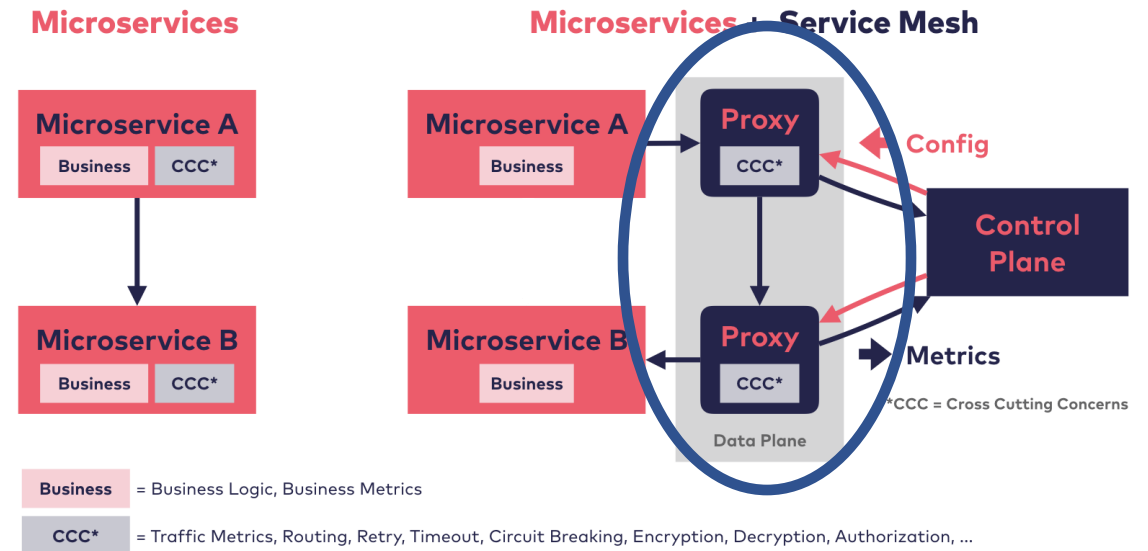 Microservices
Microservices + Service Mesh
Microservice A
Business
CCC*
Microservice B
Business
CCC*
Microservice A
Business
Proxy
CCC*
Config
Control
Plane
Microservice B
Business
Proxy
CCC*
Metrics
*CCC = Cross Cutting Concerns
Data Plane
Business = Business Logic, Business Metrics
CCC* = Traffic Metrics, Routing, Retry, Timeout, Circuit Breaking, Encryption, Decryption, Authorization, ...